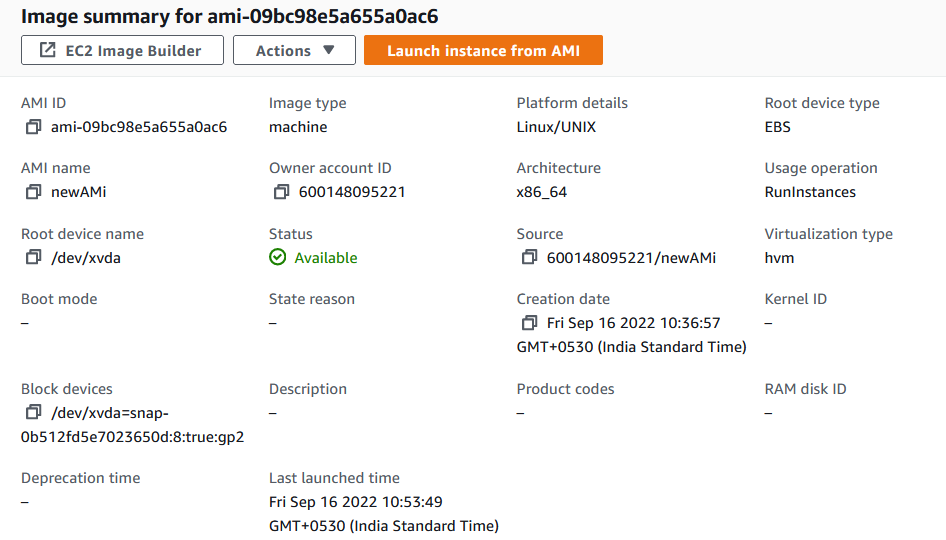 Image summary for ami-09bc98e5a655a0ac6
EC2 Image Builder Actions Launch instance from AMI
AMI ID Image type Platform details Root device type
ami-09bc98e5a655a0ac6 machine Linux/UNIX EBS
AMI name Owner account ID Architecture Usage operation
newAMi 600148095221 x86_64 RunInstances
Root device name Status Source Virtualization type
/dev/xvda Available 600148095221/newAMi hvm
Boot mode State reason Creation date Kernel ID
– – Fri Sep 16 2022 10:36:57 –
GMT+0530 (India Standard Time)
Block devices Description Product codes RAM disk ID
/dev/xvda=snap- – – –
0b512fd5e7023650d:8:true:gp2
Deprecation time Last launched time
– Fri Sep 16 2022 10:53:49
GMT+0530 (India Standard Time)